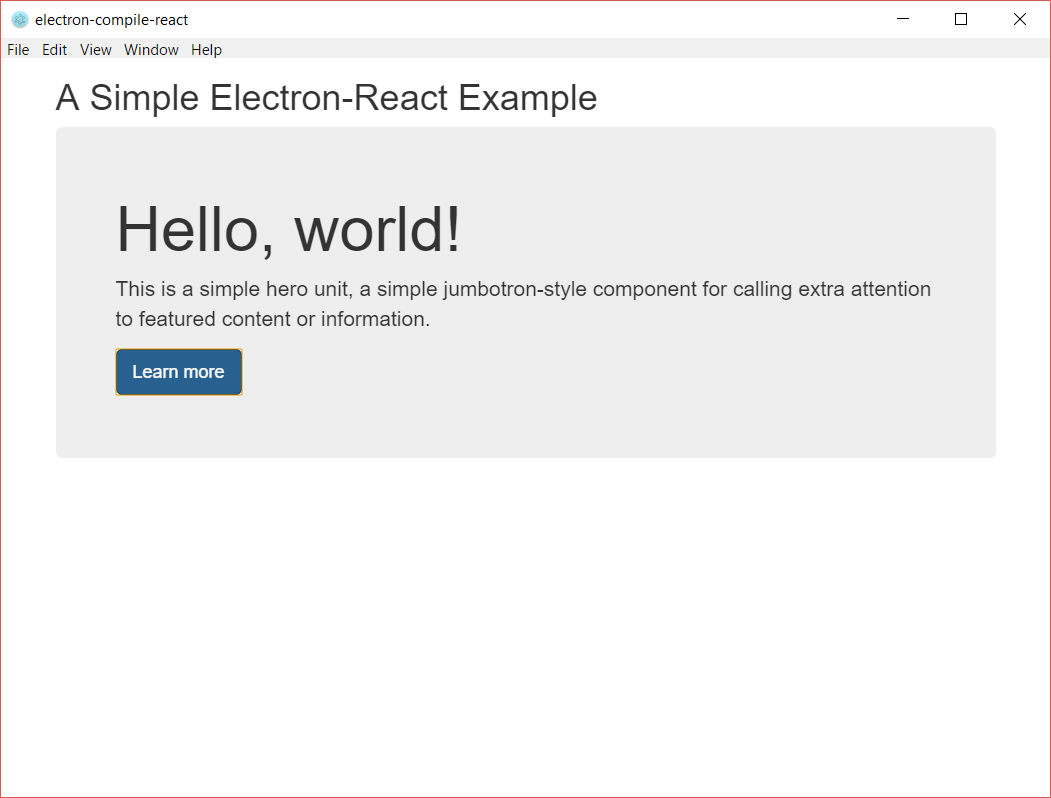 electron-compile-react
File Edit View Window Help
A Simple Electron-React Example
Hello, world!
This is a simple hero unit, a simple jumbotron-style component for calling extra attention
to featured content or information.
Learn more